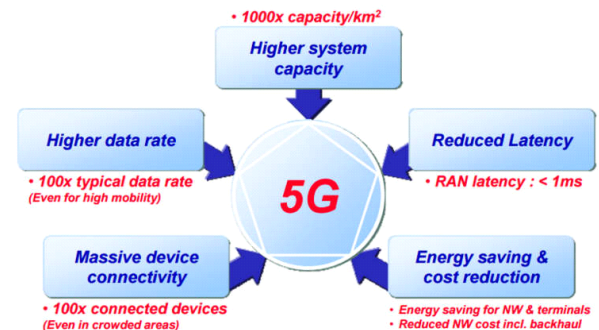 • 1000x capacity/km²
Higher system
capacity
Higher data rate
• 100x typical data rate
(Even for high mobility)
Reduced Latency
• RAN latency : < 1ms
5G
Massive device
connectivity
• 100x connected devices
(Even in crowded areas)
Energy saving &
cost reduction
• Energy saving for NW & terminals
• Reduced NW cost incl. backhaul